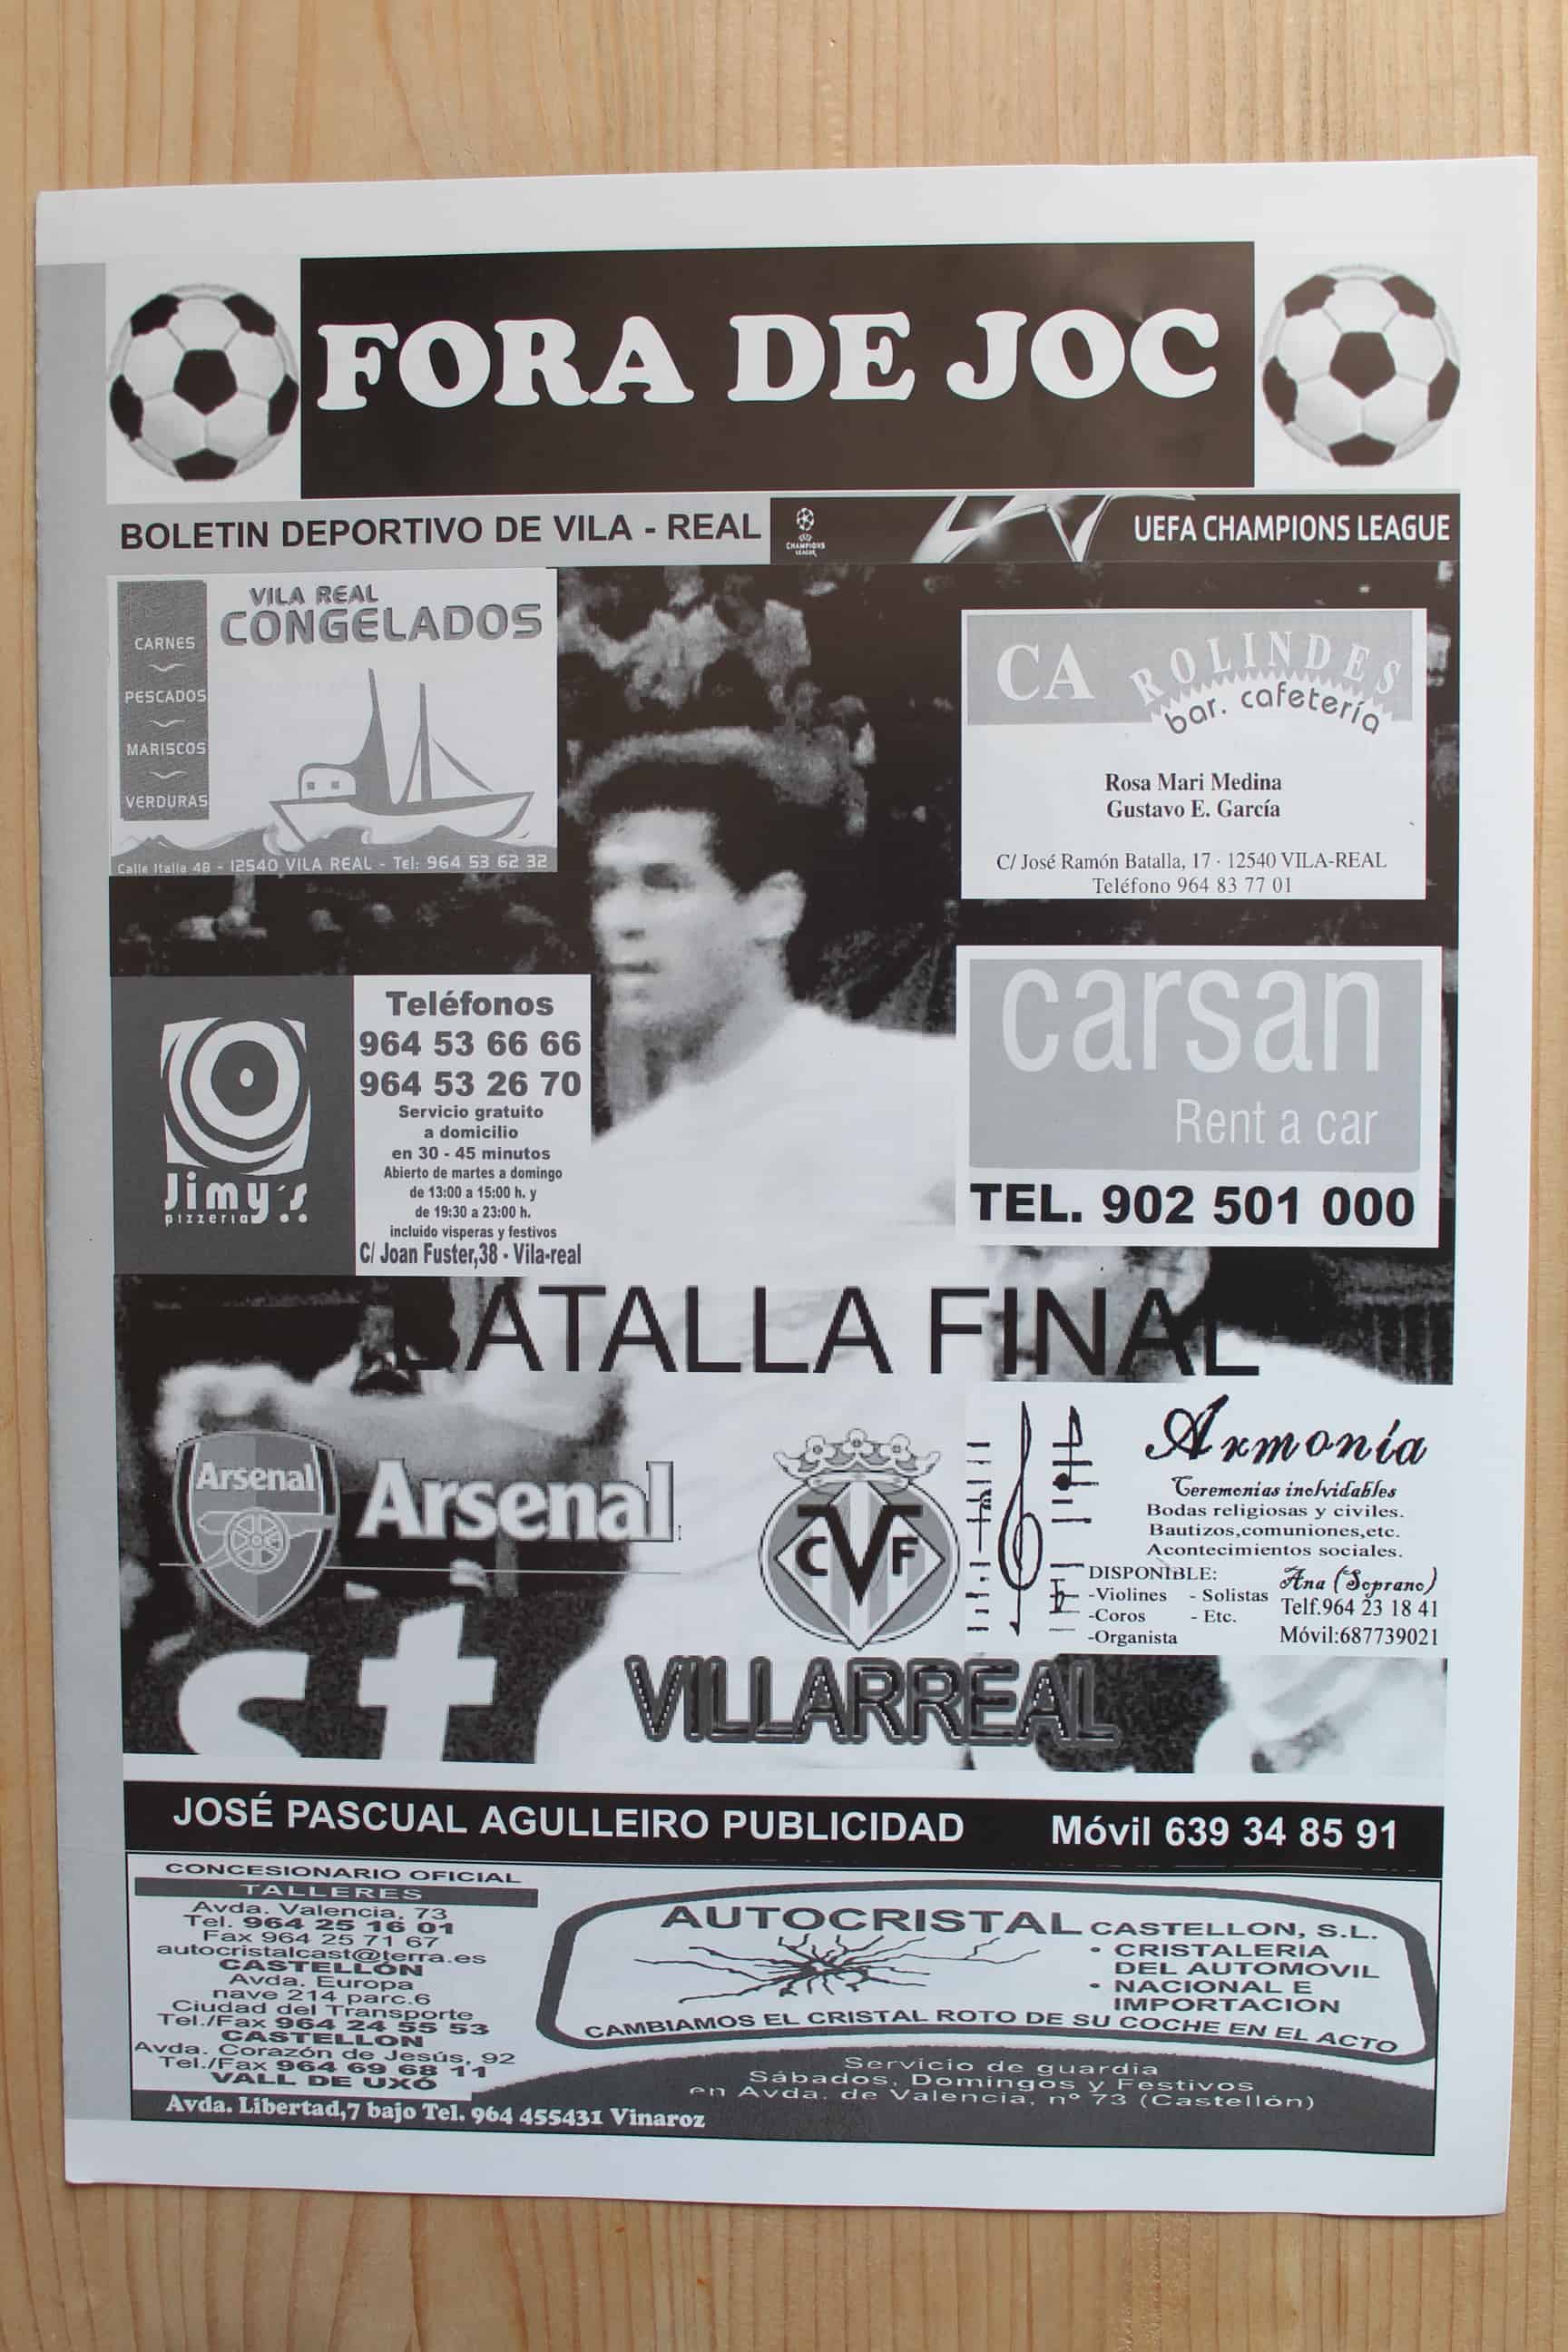 FORA DE JOC
BOLETIN DEPORTIVO DE VILA - REAL
CHAMPIONS
LEAGUE
UEFA CHAMPIONS LEAGUE
VILA REAL
CONGELADOS
CARNES
PESCADOS
MARISCOS
VERDURAS
Calle Italia 48 - 12540 VILA REAL - Tel: 964 53 62 32
CA ROLINDES
bar. cafetería
Rosa Mari Medina
Gustavo E. García
C/ José Ramón Batalla, 17 · 12540 VILA-REAL
Teléfono 964 83 77 01
Jimy's
pizzeria
Teléfonos
964 53 66 66
964 53 26 70
Servicio gratuito
a domicilio
en 30 - 45 minutos
Abierto de martes a domingo
de 13:00 a 15:00 h. y
de 19:30 a 23:00 h.
incluido visperas y festivos
C/ Joan Fuster,38 - Vila-real
carsan
Rent a car
TEL. 902 501 000
BATALLA FINAL
Arsenal
Arsenal
CVF
VILLARREAL
st
Armonía
Ceremonias inolvidables
Bodas religiosas y civiles.
Bautizos,comuniones,etc.
Acontecimientos sociales.
DISPONIBLE:
-Violines - Solistas
-Coros - Etc.
-Organista
Ana (Soprano)
Telf.964 23 18 41
Móvil:687739021
JOSÉ PASCUAL AGULLEIRO PUBLICIDAD Móvil 639 34 85 91
CONCESIONARIO OFICIAL
TALLERES
Avda. Valencia, 73
Tel. 964 25 16 01
Fax 964 25 71 67
autocristalcast@terra.es
CASTELLÓN
Avda. Europa
nave 214 parc.6
Ciudad del Transporte
Tel./Fax 964 24 55 53
CASTELLON
Avda. Corazón de Jesús, 92
Tel./Fax 964 69 68 11
VALL DE UXÓ
Avda. Libertad,7 bajo Tel. 964 455431 Vinaroz
AUTOCRISTAL CASTELLON, S.L.
• CRISTALERIA
DEL AUTOMOVIL
• NACIONAL E
IMPORTACION
CAMBIAMOS EL CRISTAL ROTO DE SU COCHE EN EL ACTO
Servicio de guardia
Sábados, Domingos y Festivos
en Avda. de Valencia, nº 73 (Castellón)